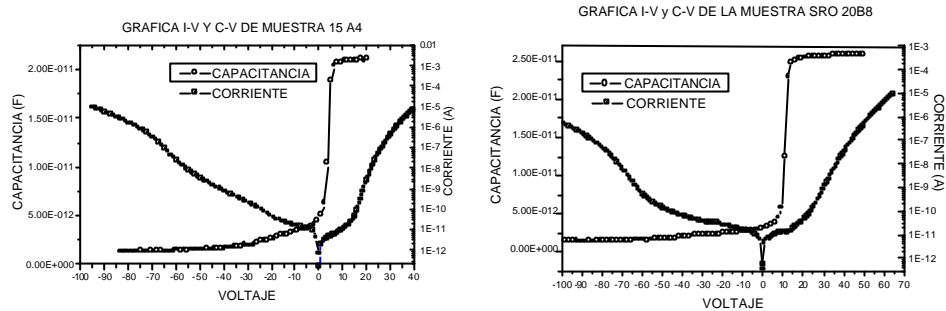 GRAFICA I-V Y C-V DE MUESTRA 15 A4
CAPACITANCIA
CORRIENTE
CAPACITANCIA (F)
2.00E-011
1.50E-011
1.00E-011
5.00E-012
0.00E+000
0.01
1E-3
1E-4
1E-5
1E-6
1E-7
1E-8
1E-9
1E-10
1E-11
1E-12
CORRIENTE (A)
-100 -90 -80 -70 -60 -50 -40 -30 -20 -10 0 10 20 30 40
VOLTAJE
GRAFICA I-V y C-V DE LA MUESTRA SRO 20B8
CAPACITANCIA
CORRIENTE
CAPACITANCIA (F)
2.50E-011
2.00E-011
1.50E-011
1.00E-011
5.00E-012
0.00E+000
1E-3
1E-4
1E-5
1E-6
1E-7
1E-8
1E-9
1E-10
1E-11
1E-12
CORRIENTE (A)
-100 -90 -80 -70 -60 -50 -40 -30 -20 -10 0 10 20 30 40 50 60 70
VOLTAJE